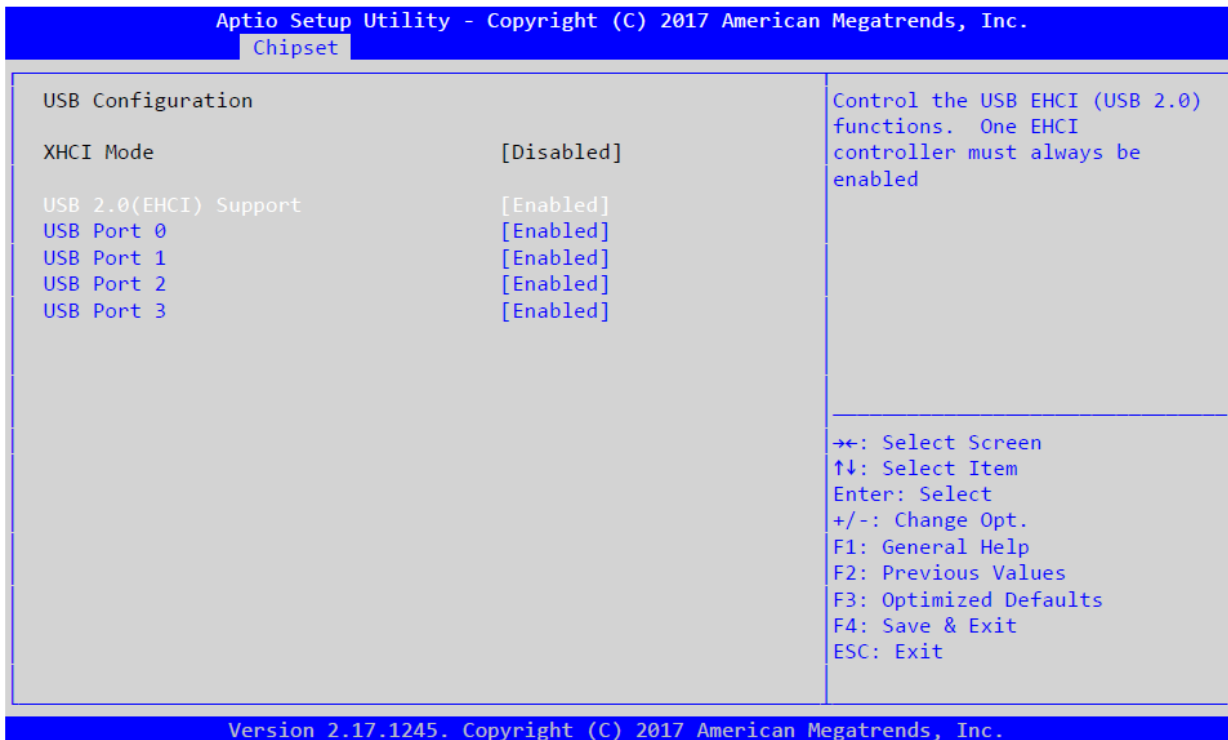 Aptio Setup Utility - Copyright (C) 2017 American Megatrends, Inc.
Chipset
USB Configuration
XHCI Mode [Disabled]
USB 2.0(EHCI) Support [Enabled]
USB Port 0 [Enabled]
USB Port 1 [Enabled]
USB Port 2 [Enabled]
USB Port 3 [Enabled]
Control the USB EHCI (USB 2.0)
functions. One EHCI
controller must always be
enabled
→←: Select Screen
↑↓: Select Item
Enter: Select
+/-: Change Opt.
F1: General Help
F2: Previous Values
F3: Optimized Defaults
F4: Save & Exit
ESC: Exit
Version 2.17.1245. Copyright (C) 2017 American Megatrends, Inc.